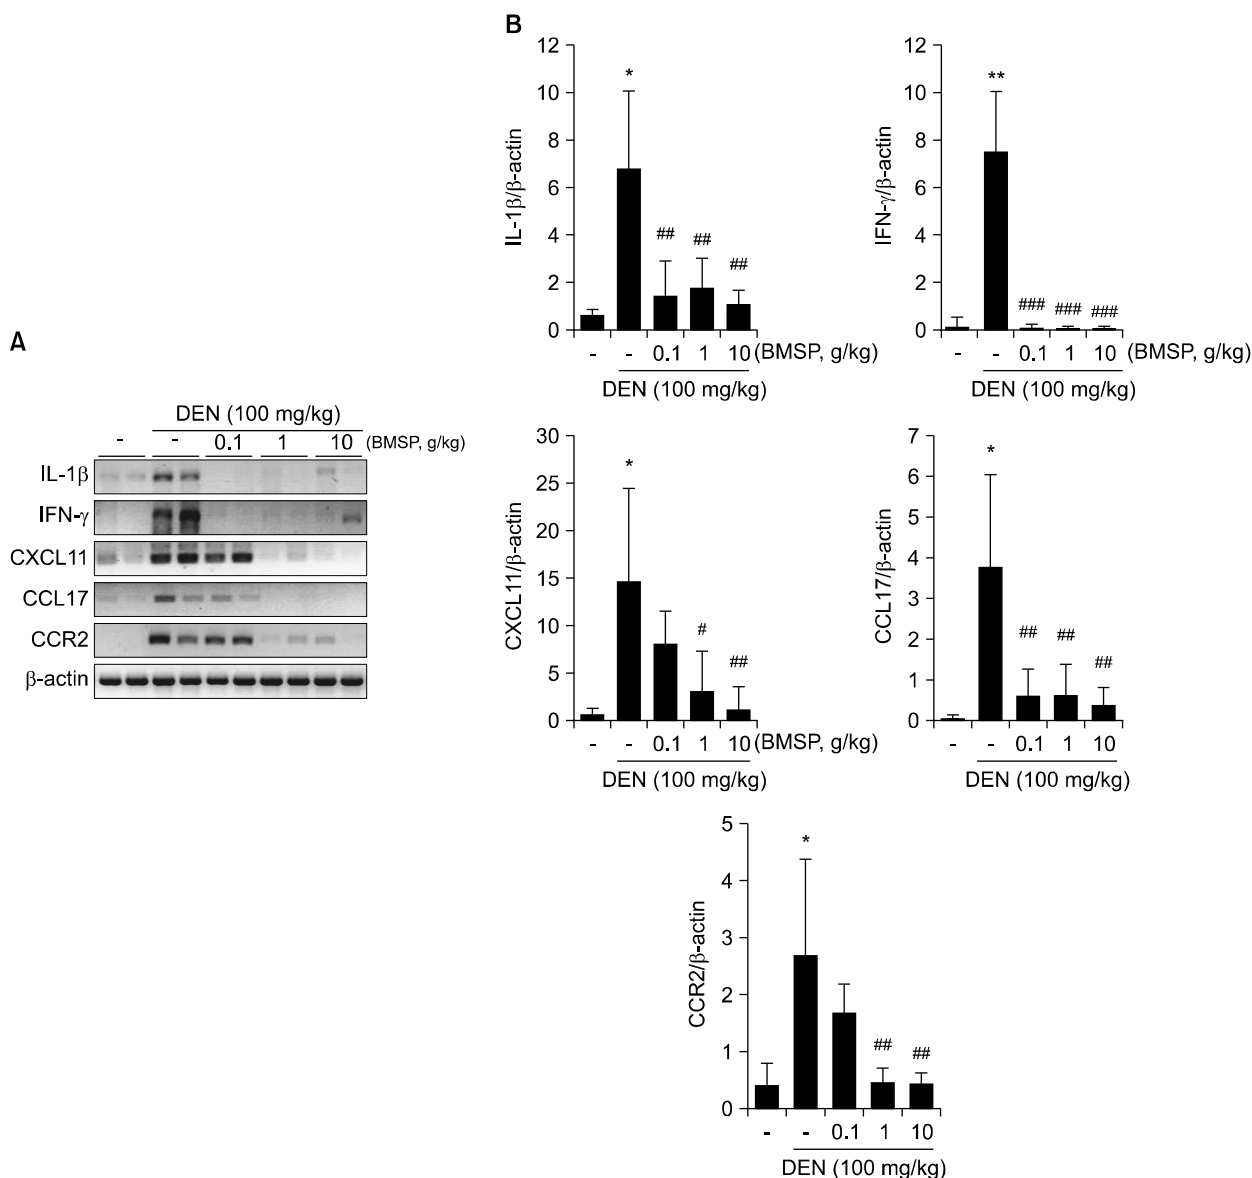 A
DEN (100 mg/kg)
- - 0.1 1 10 (BMSP, g/kg)
IL-1β
IFN-γ
CXCL11
CCL17
CCR2
β-actin
B
IL-1β/β-actin
12
10
8
6
4
2
0
*
##
##
##
- - 0.1 1 10 (BMSP, g/kg)
DEN (100 mg/kg)
IFN-γ/β-actin
12
10
8
6
4
2
0
**
###
###
###
- - 0.1 1 10 (BMSP, g/kg)
DEN (100 mg/kg)
CXCL11/β-actin
30
25
20
15
10
5
0
*
#
##
- - 0.1 1 10 (BMSP, g/kg)
DEN (100 mg/kg)
CCL17/β-actin
7
6
5
4
3
2
1
0
*
##
##
##
- - 0.1 1 10
DEN (100 mg/kg)
CCR2/β-actin
5
4
3
2
1
0
*
##
##
- - 0.1 1 10
DEN (100 mg/kg)